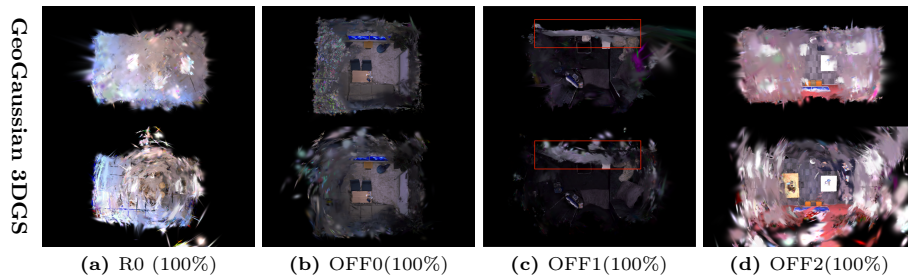 GeoGaussian 3DGS
(a) R0 (100%)
(b) OFF0(100%)
(c) OFF1(100%)
(d) OFF2(100%)